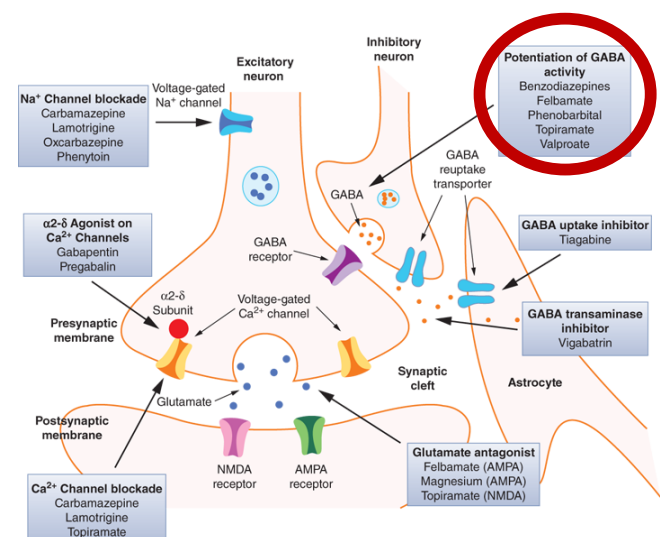 Excitatory
neuron
Inhibitory
neuron
Potentiation of GABA
activity
Benzodiazepines
Felbamate
Phenobarbital
Topiramate
Valproate
Na⁺ Channel blockade
Carbamazepine
Lamotrigine
Oxcarbazepine
Phenytoin
Voltage-gated
Na⁺ channel
GABA
reuptake
transporter
GABA
GABA
receptor
α2-δ Agonist on
Ca²⁺ Channels
Gabapentin
Pregabalin
GABA uptake inhibitor
Tiagabine
α2-δ
Subunit
Voltage-gated
Ca²⁺ channel
Presynaptic
membrane
GABA transaminase
inhibitor
Vigabatrin
Synaptic
cleft
Astrocyte
Glutamate
Postsynaptic
membrane
NMDA
receptor
AMPA
receptor
Glutamate antagonist
Felbamate (AMPA)
Magnesium (AMPA)
Topiramate (NMDA)
Ca²⁺ Channel blockade
Carbamazepine
Lamotrigine
Topiramate